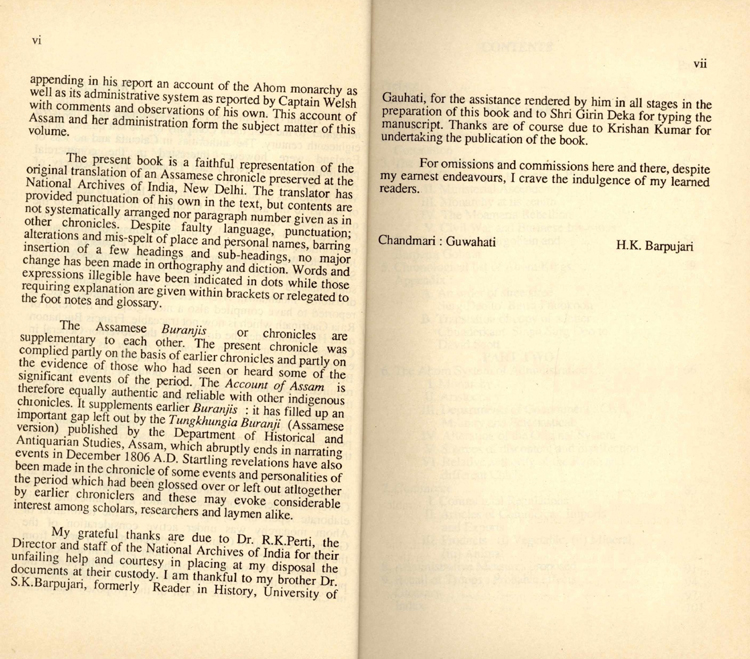 vi
appending in his report an account of the Ahom monarchy as
well as its administrative system as reported by Captain Welsh
with comments and observations of his own. This account of
Assam and her administration form the subject matter of this
volume.
The present book is a faithful representation of the
original translation of an Assamese chronicle preserved at the
National Archives of India, New Delhi. The translator has
provided punctuation of his own in the text, but contents are
not systematically arranged nor paragraph number given as in
other chronicles. Despite faulty language, punctuation;
alterations and mis-spelt of place and personal names, barring
insertion of a few headings and sub-headings, no major
change has been made in orthography and diction. Words and
expressions illegible have been indicated in dots while those
requiring explanation are given within brackets or relegated to
the foot notes and glossary.
The Assamese Buranjis or chronicles are
supplementary to each other. The present chronicle was
complied partly on the basis of earlier chronicles and partly on
the evidence of those who had seen or heard some of the
significant events of the period. The Account of Assam is
therefore equally authentic and reliable with other indigenous
chronicles. It supplements earlier Buranjis : it has filled up an
important gap left out by the Tungkhungia Buranji (Assamese
version) published by the Department of Historical and
Antiquarian Studies, Assam, which abruptly ends in narrating
events in December 1806 A.D. Startling revelations have also
been made in the chronicle of some events and personalities of
the period which had been glossed over or left out atltogether
by earlier chroniclers and these may evoke considerable
interest among scholars, researchers and laymen alike.
My grateful thanks are due to Dr. R.K.Perti, the
Director and staff of the National Archives of India for their
unfailing help and courtesy in placing at my disposal the
documents at their custody. I am thankful to my brother Dr.
S.K.Barpujari, formerly Reader in History, University of
vii
Gauhati, for the assistance rendered by him in all stages in the
preparation of this book and to Shri Girin Deka for typing the
manuscript. Thanks are of course due to Krishan Kumar for
undertaking the publication of the book.
For omissions and commissions here and there, despite
my earnest endeavours, I crave the indulgence of my learned
readers.
Chandmari : Guwahati H.K. Barpujari